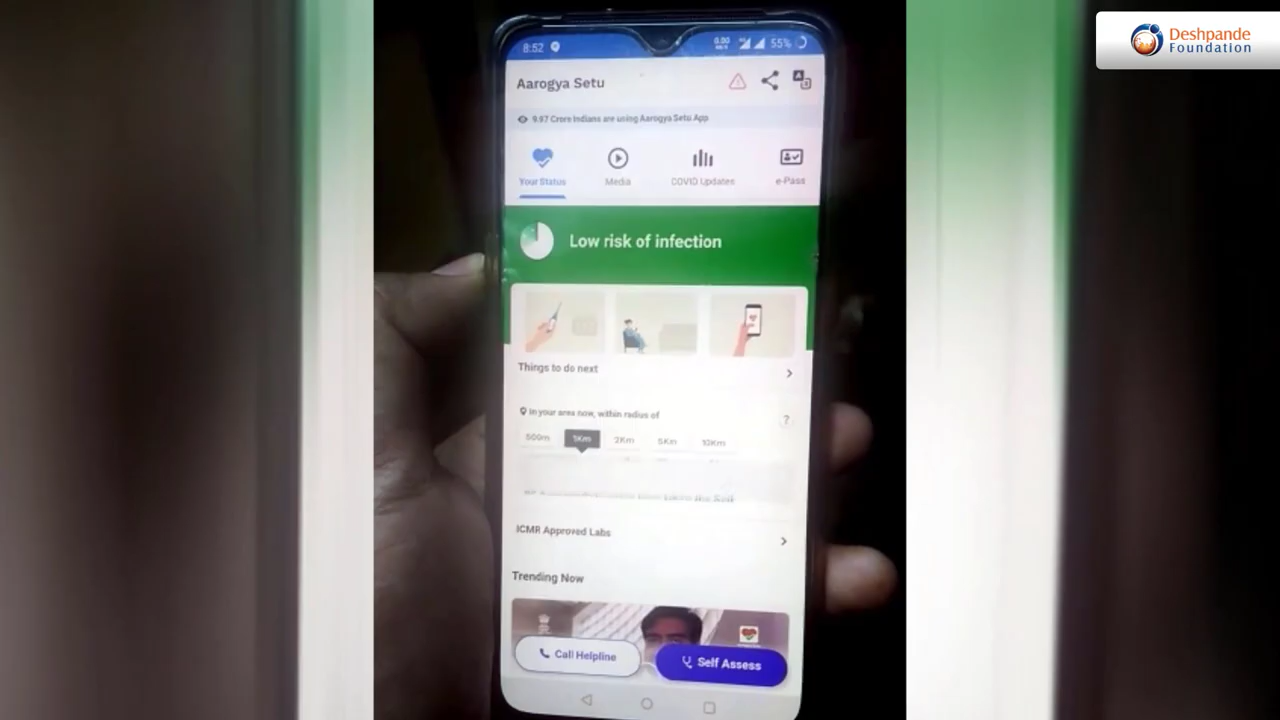 Deshpande
Foundation
8:52
0.00
55%
Aarogya Setu
9.97 Crore Indians are using Aarogya Setu App
Your Status
Media
COVID Updates
e-Pass
Low risk of infection
Things to do next
In your area now, within radius of
?
500m
1Km
2Km
5Km
10Km
ICMR Approved Labs
Trending Now
Call Helpline
Self Assess